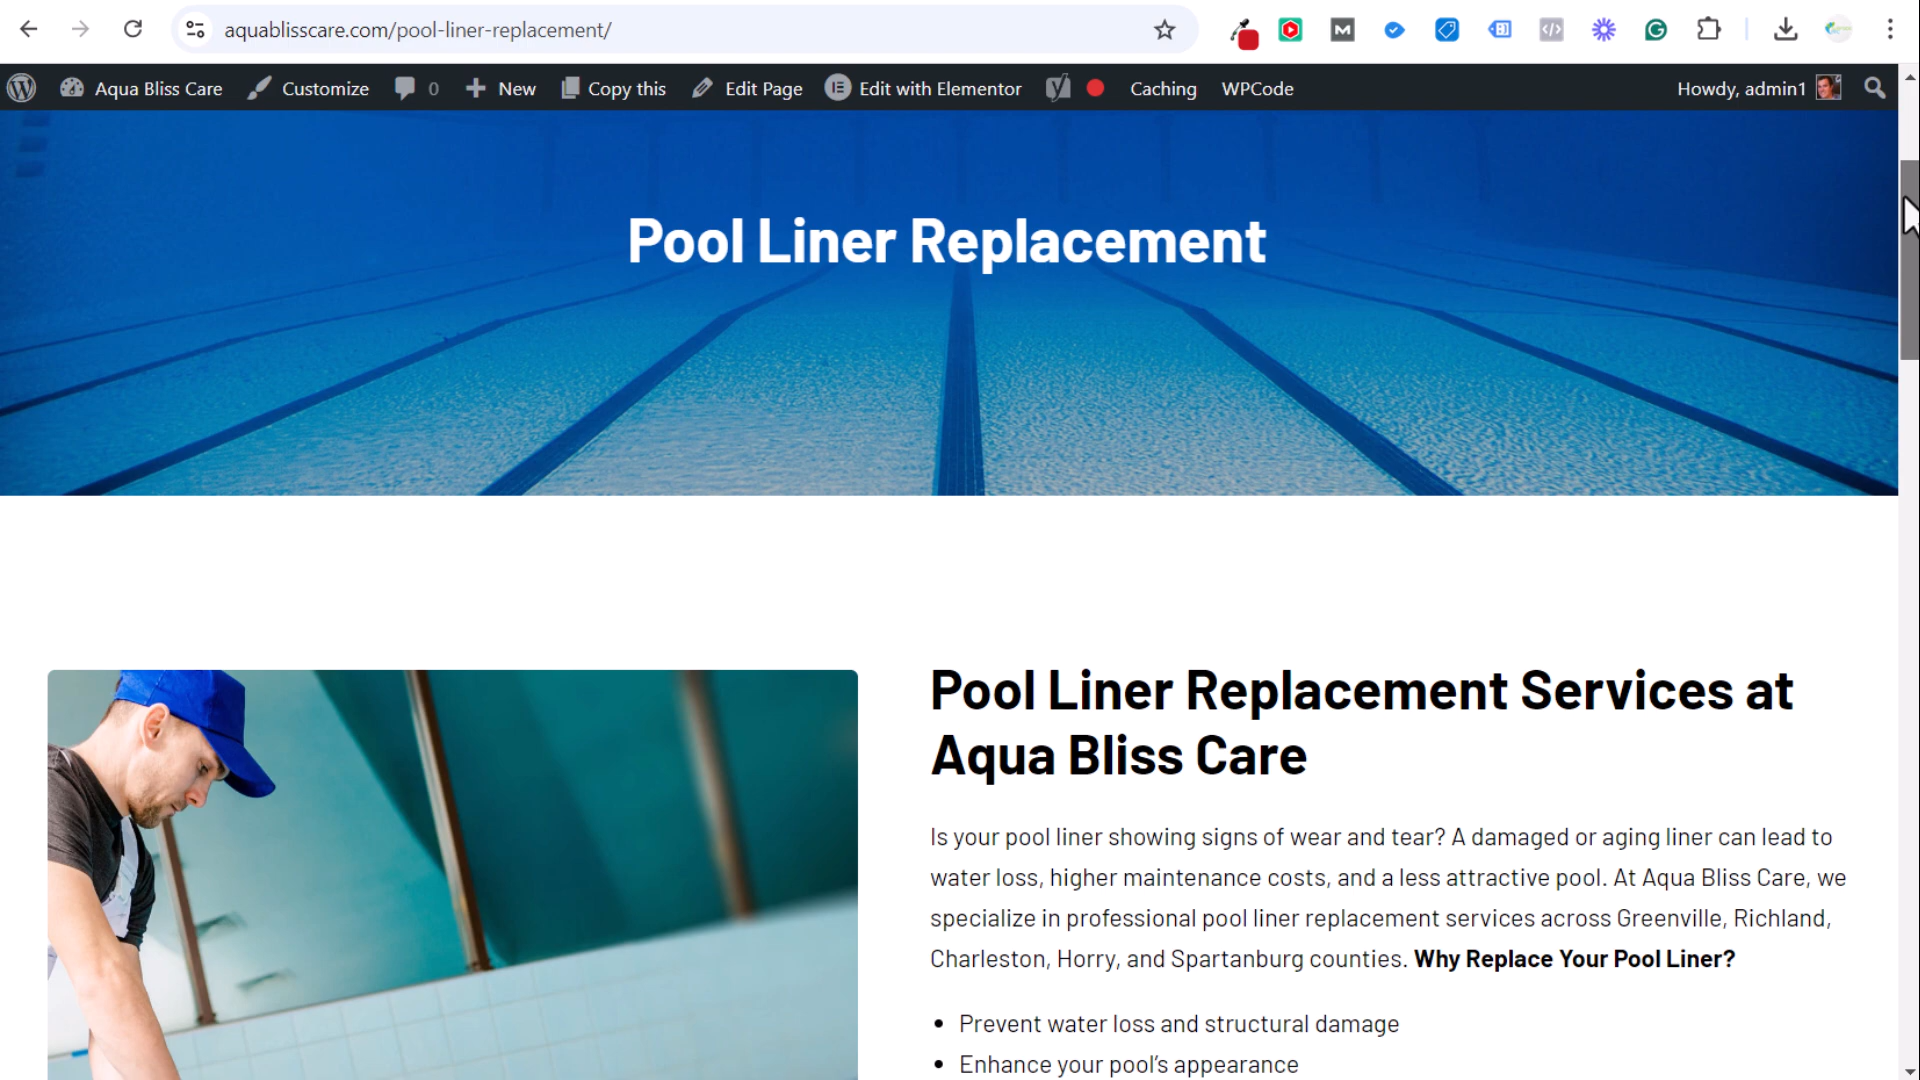 aquablisscare.com/pool-liner-replacement/
Aqua Bliss Care Customize 0 New Copy this Edit Page Edit with Elementor Caching WPCode Howdy, admin1
Pool Liner Replacement
Pool Liner Replacement Services at
Aqua Bliss Care
Is your pool liner showing signs of wear and tear? A damaged or aging liner can lead to
water loss, higher maintenance costs, and a less attractive pool. At Aqua Bliss Care, we
specialize in professional pool liner replacement services across Greenville, Richland,
Charleston, Horry, and Spartanburg counties. Why Replace Your Pool Liner?
• Prevent water loss and structural damage
• Enhance your pool’s appearance